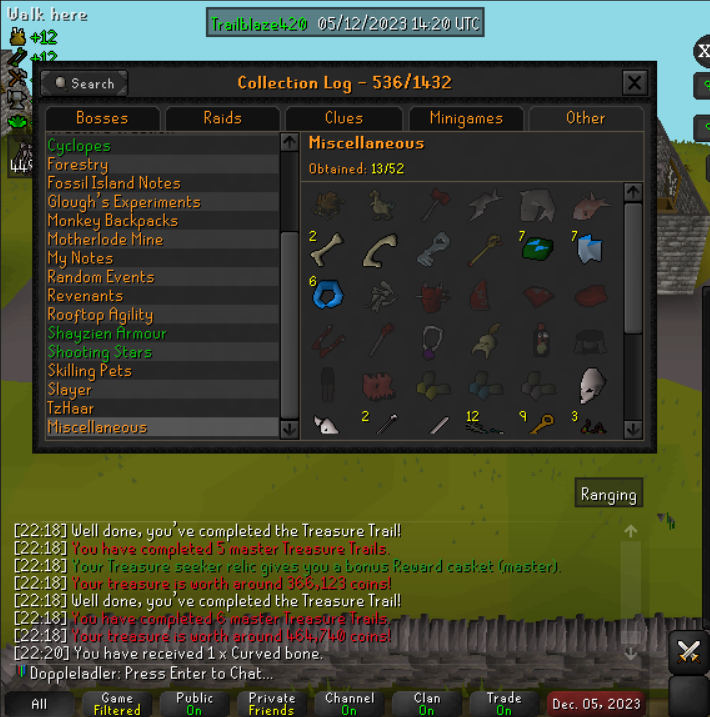 Walk here
+12
+12
Trailblaze420 05/12/2023 14:20 UTC
X
Search
Collection Log - 536/1432
X
Bosses Raids Clues Minigames Other
Cyclopes
Forestry
Fossil Island Notes
Glough's Experiments
Monkey Backpacks
Motherlode Mine
My Notes
Random Events
Revenants
Rooftop Agility
Shayzien Armour
Shooting Stars
Skilling Pets
Slayer
TzHaar
Miscellaneous
Miscellaneous
Obtained: 13/52
2 7 7
6
2 12 9 3
Ranging
[22:18] Well done, you've completed the Treasure Trail!
[22:18] You have completed 5 master Treasure Trails.
[22:18] Your Treasure seeker relic gives you a bonus Reward casket (master).
[22:18] Your treasure is worth around 366,123 coins!
[22:18] Well done, you've completed the Treasure Trail!
[22:18] You have completed 6 master Treasure Trails.
[22:18] Your treasure is worth around 464,740 coins!
[22:20] You have received 1 x Curved bone.
Doppleladler: Press Enter to Chat...
All
Game
Filtered
Public
On
Private
Friends
Channel
On
Clan
On
Trade
On
Dec. 05, 2023